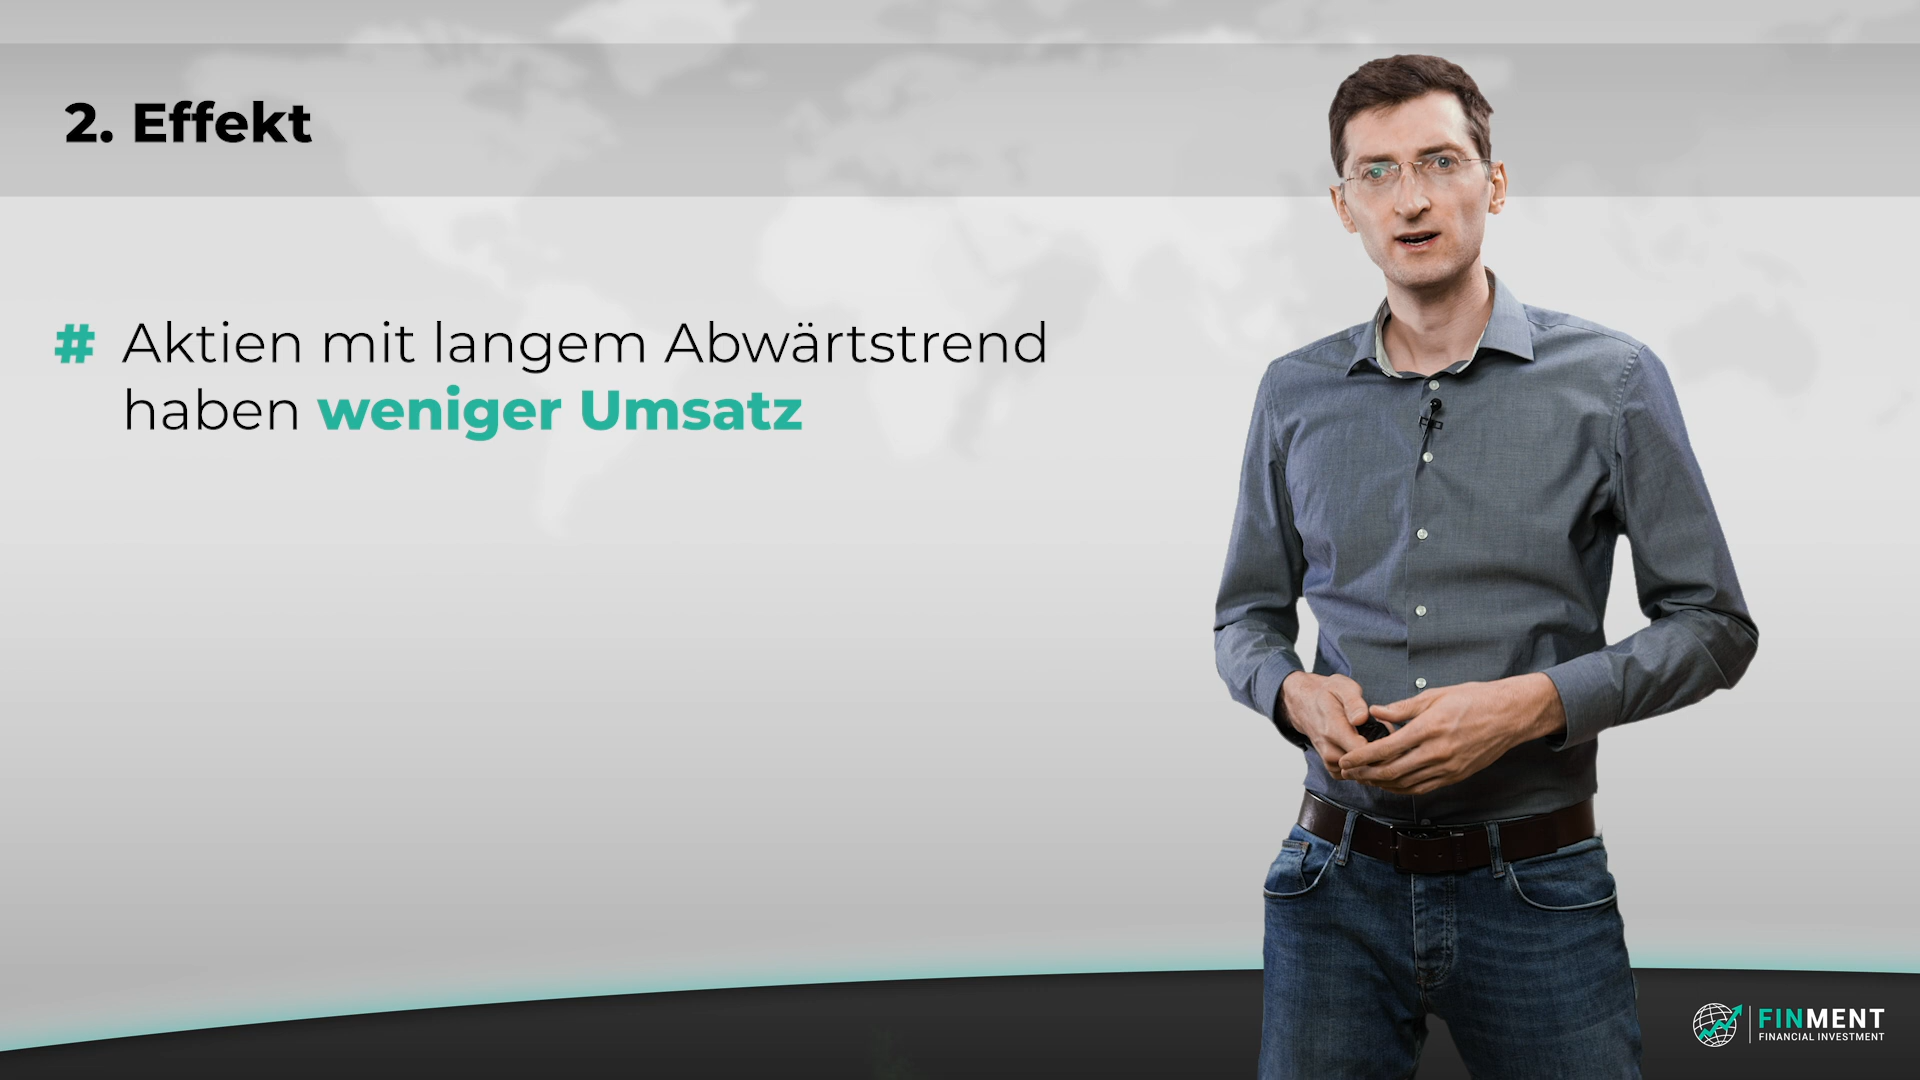 2. Effekt
# Aktien mit langem Abwärtstrend
haben weniger Umsatz
FINMENT
FINANCIAL INVESTMENT